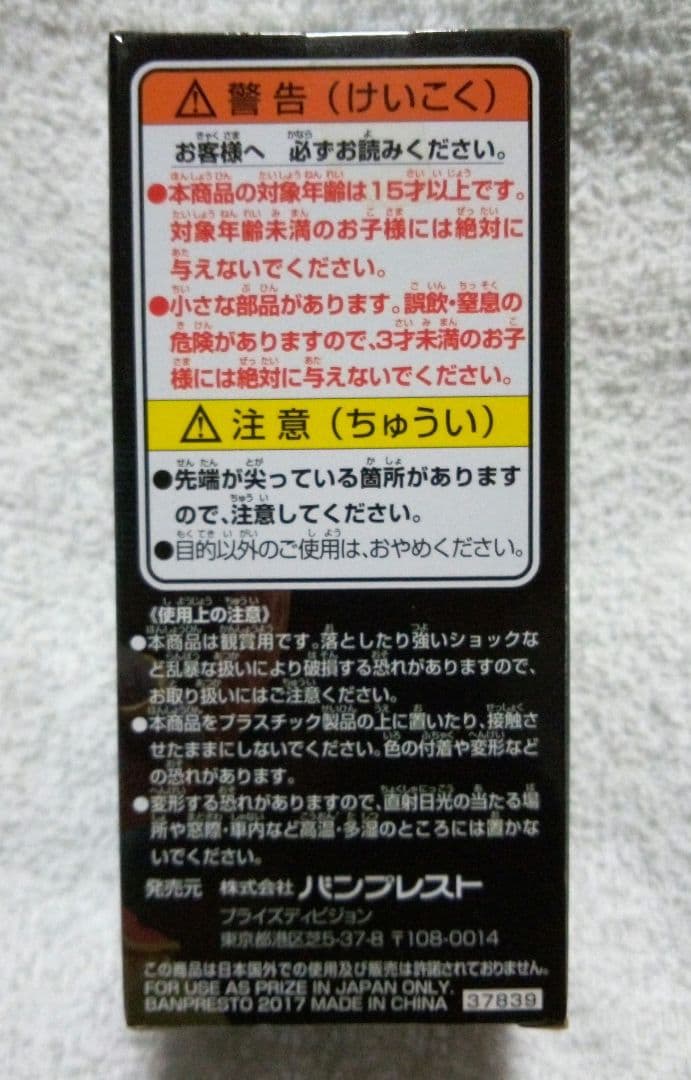 ⚠ 警告（けいこく）
お客様へ 必ずお読みください。
●本商品の対象年齢は15才以上です。
対象年齢未満のお子様には絶対に
与えないでください。
●小さな部品があります。誤飲・窒息の
危険がありますので、3才未満のお子
様には絶対に与えないでください。
⚠ 注意（ちゅうい）
●先端が尖っている箇所があります
ので、注意してください。
●目的以外のご使用は、おやめください。
《使用上の注意》
●本商品は観賞用です。落としたり強いショックな
ど乱暴な扱いにより破損する恐れがありますので、
お取り扱いにはご注意ください。
●本商品をプラスチック製品の上に置いたり、接触さ
せたままにしないでください。色の付着や変形など
の恐れがあります。
●変形する恐れがありますので、直射日光の当たる場
所や窓際・車内など高温・多湿のところには置かな
いでください。
発売元 株式会社 バンプレスト
プライズディビジョン
東京都港区芝5-37-8 〒108-0014
この商品は日本国外での使用及び販売は許諾されておりません。
FOR USE AS PRIZE IN JAPAN ONLY.
BANPRESTO 2017 MADE IN CHINA 37839